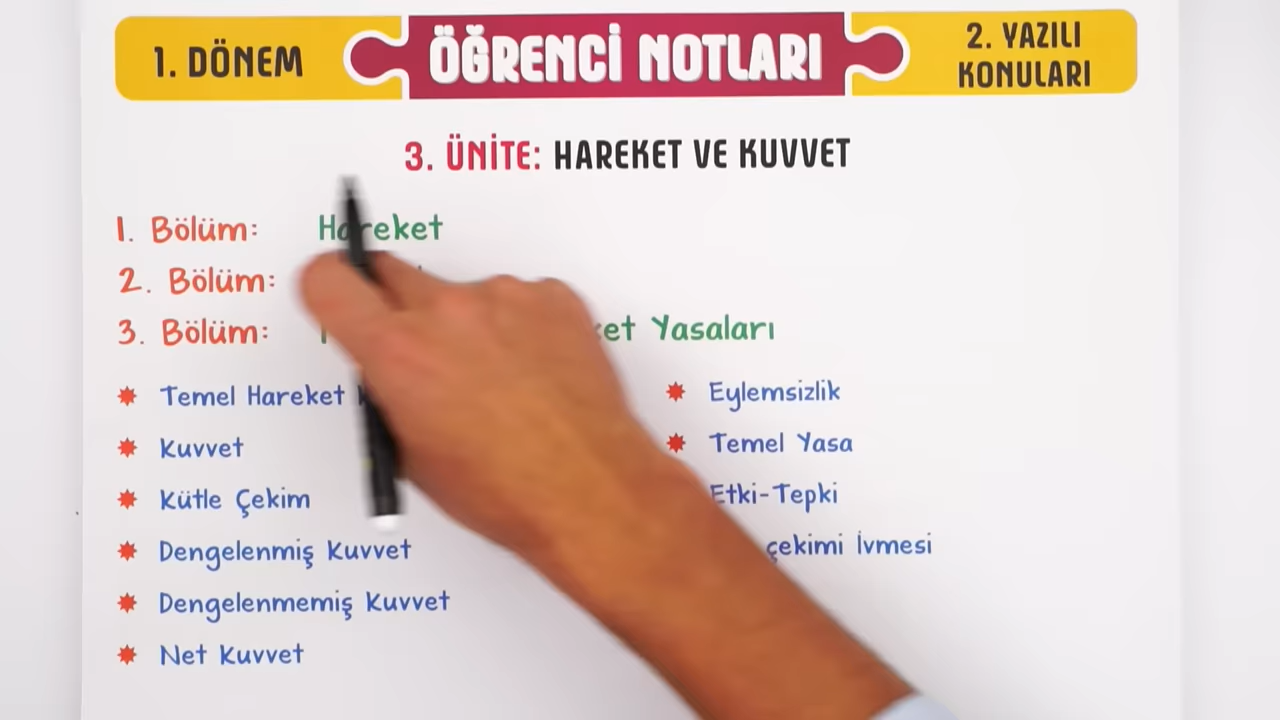 1. DÖNEM
ÖĞRENCİ NOTLARI
2. YAZILI
KONULARI
3. ÜNİTE: HAREKET VE KUVVET
1. Bölüm: Hareket
2. Bölüm:
3. Bölüm: Yasaları
Temel Hareket
Kuvvet
Kütle Çekim
Dengelenmiş Kuvvet
Dengelenmemiş Kuvvet
Net Kuvvet
Eylemsizlik
Temel Yasa
Etki-Tepki
çekimi İvmesi